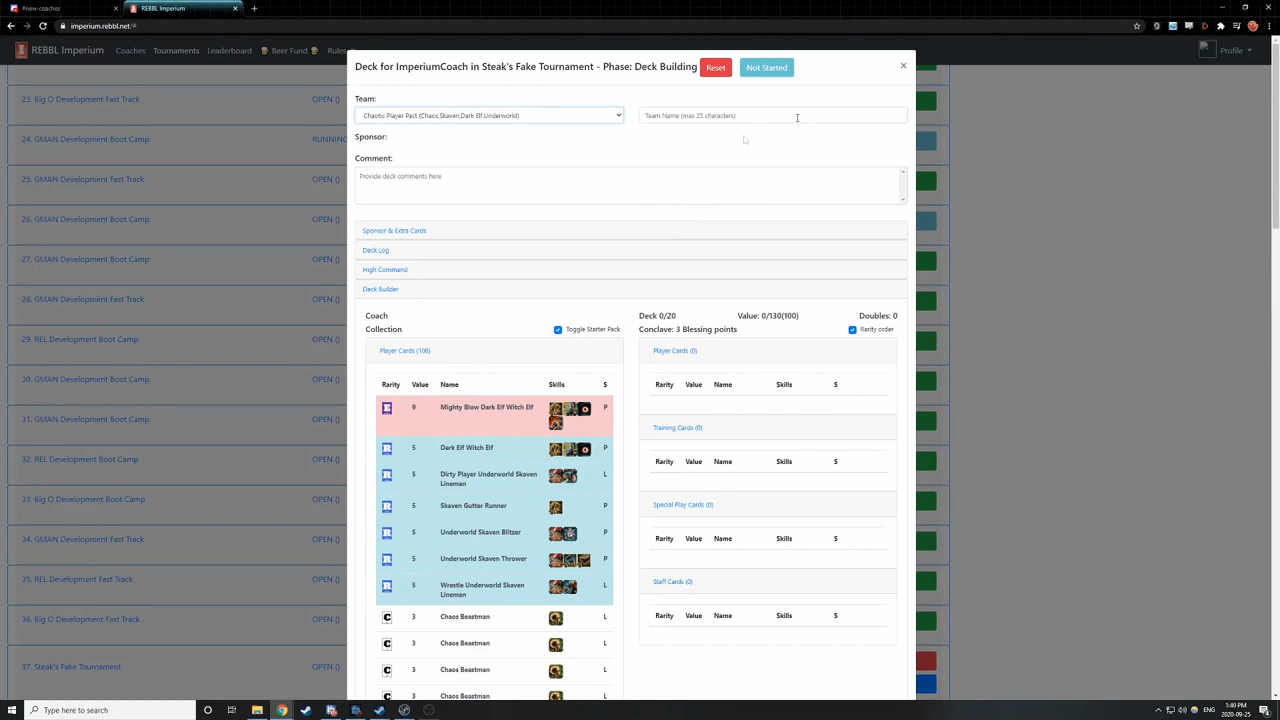 #new-coaches
REBBL Imperium
imperium.rebbl.net/#
REBBL Imperium
Coaches
Tournaments
Leaderboard
Beer Fund
Rules
Profile
Deck for ImperiumCoach in Steak's Fake Tournament - Phase: Deck Building
Reset
Not Started
Team:
Chaotic Player Pact (Chaos,Skaven,Dark Elf,Underworld)
Team Name (max 25 characters)
Sponsor:
Comment:
Provide deck comments here
Sponsor & Extra Cards
Deck Log
High Command
Deck Builder
Coach
Collection
Toggle Starter Pack
Player Cards (106)
Rarity Value Name Skills S
9 Mighty Blow Dark Elf Witch Elf P
5 Dark Elf Witch Elf P
5 Dirty Player Underworld Skaven L
Lineman
5 Skaven Gutter Runner P
5 Underworld Skaven Blitzer P
5 Underworld Skaven Thrower P
5 Wrestle Underworld Skaven L
Lineman
C 3 Chaos Beastman L
C 3 Chaos Beastman L
C 3 Chaos Beastman L
C 3 Chaos Beastman L
Deck 0/20 Value: 0/130(100) Doubles: 0
Conclave: 3 Blessing points Rarity order
Player Cards (0)
Rarity Value Name Skills S
Training Cards (0)
Rarity Value Name
Special Play Cards (0)
Rarity Value Name Skills S
Staff Cards (0)
Rarity Value Name Skills S
23. Big O Development Fast Track OPEN ()
24. GMAN Development Boot Camp RUNNING
25. GMAN Development Fast Track OPEN ()
26. GMAN Development Boot Camp OPEN ()
27. GMAN Development Boot Camp OPEN ()
28. GMAN Development Fast Track OPEN ()
29. REL Development Boot Camp OPEN ()
30. GMAN Development Boot Camp OPEN ()
31. GMAN Development Boot Camp OPEN ()
32. REL Development Boot Camp OPEN ()
33. Big O Development Boot Camp OPEN ()
34. GMAN Development Fast Track OPEN ()
35. REL Development Fast Track OPEN ()
36. Big O Development Fast Track OPEN ()
37. Steak's Fake Tournament OPEN ()
Type here to search
ENG
1:40 PM
2020-09-25